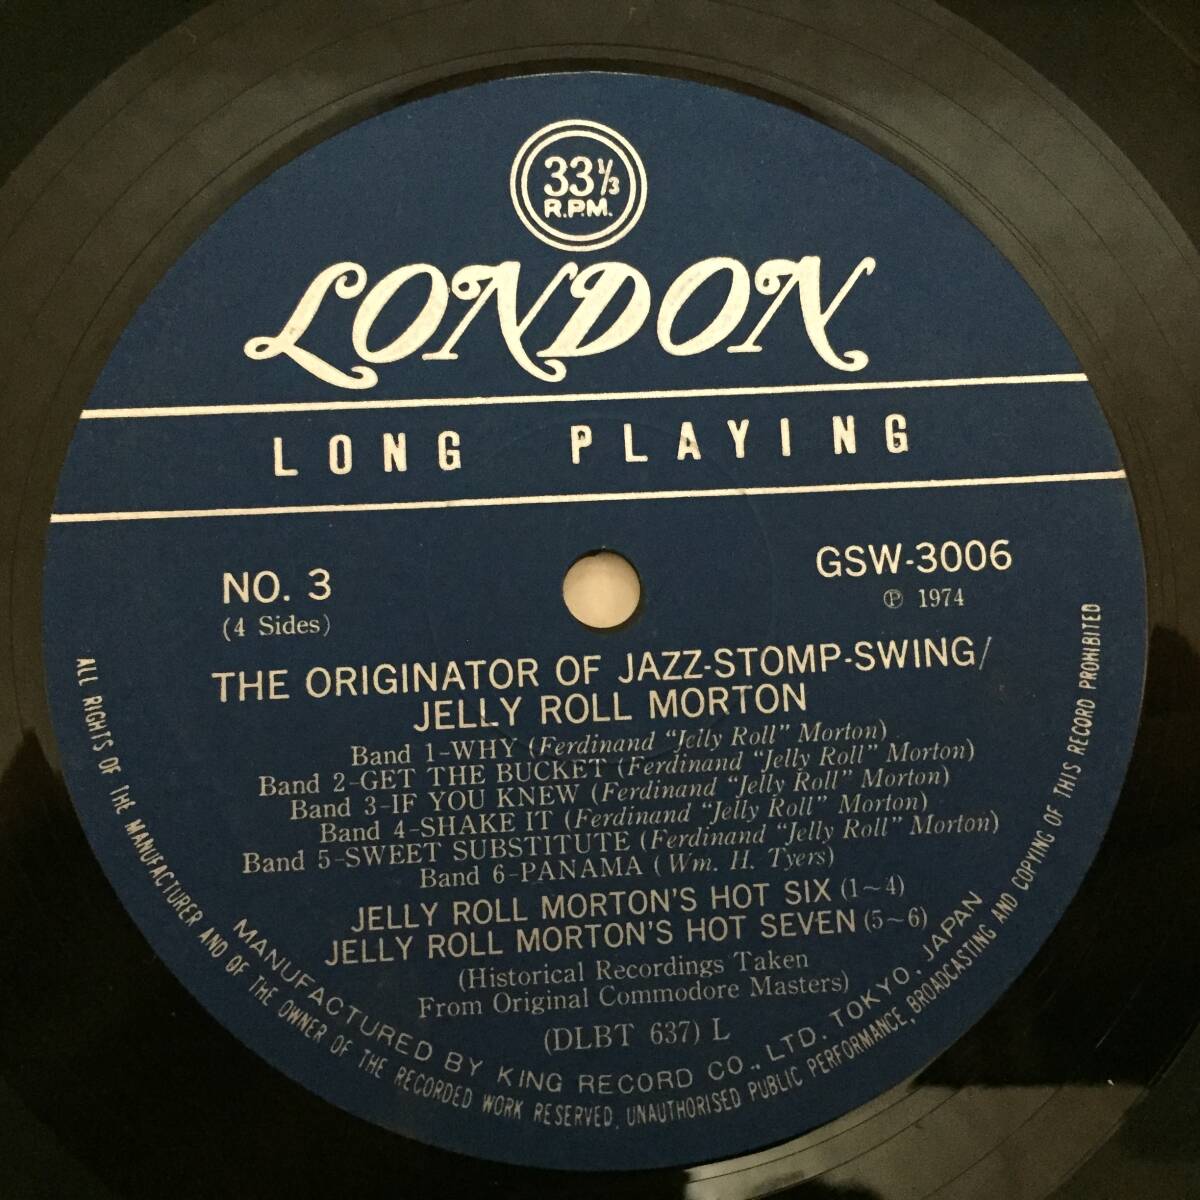 33⅓
R.P.M.
LONDON
LONG PLAYING
NO. 3
(4 Sides)
GSW-3006
℗ 1974
THE ORIGINATOR OF JAZZ-STOMP-SWING/
JELLY ROLL MORTON
Band 1-WHY (Ferdinand "Jelly Roll" Morton)
Band 2-GET THE BUCKET (Ferdinand "Jelly Roll" Morton)
Band 3-IF YOU KNEW (Ferdinand "Jelly Roll" Morton)
Band 4-SHAKE IT (Ferdinand "Jelly Roll" Morton)
Band 5-SWEET SUBSTITUTE (Ferdinand "Jelly Roll" Morton)
Band 6-PANAMA (Wm. H. Tyers)
JELLY ROLL MORTON'S HOT SIX (1~4)
JELLY ROLL MORTON'S HOT SEVEN (5~6)
(Historical Recordings Taken
From Original Commodore Masters)
(DLBT 637) L
MANUFACTURED BY KING RECORD CO., LTD. TOKYO, JAPAN
ALL RIGHTS OF THE MANUFACTURER AND OF THE OWNER OF THE RECORDED WORK RESERVED, UNAUTHORISED PUBLIC PERFORMANCE, BROADCASTING AND COPYING OF THIS RECORD PROHIBITED